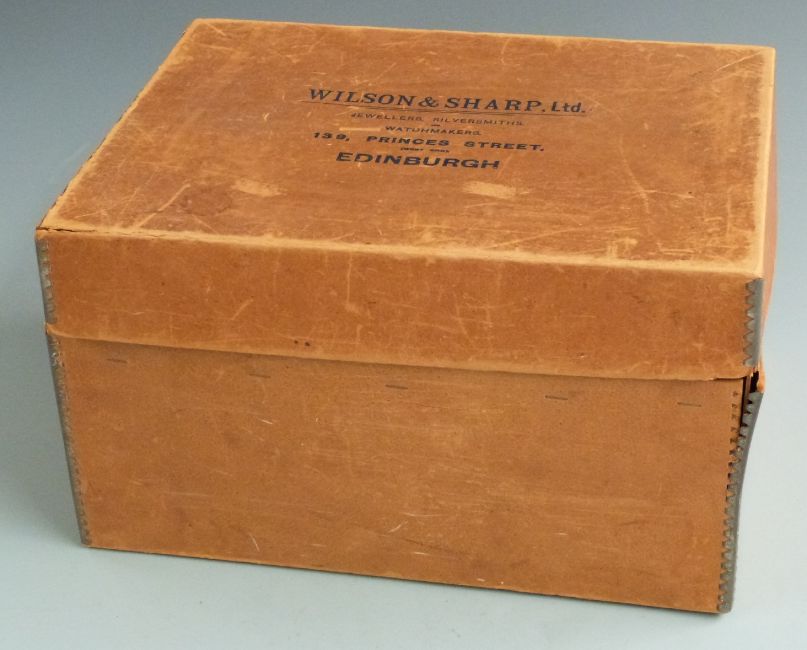 WILSON & SHARP, Ltd.
JEWELLERS, SILVERSMITHS,
WATCHMAKERS.
139, PRINCES STREET,
EDINBURGH